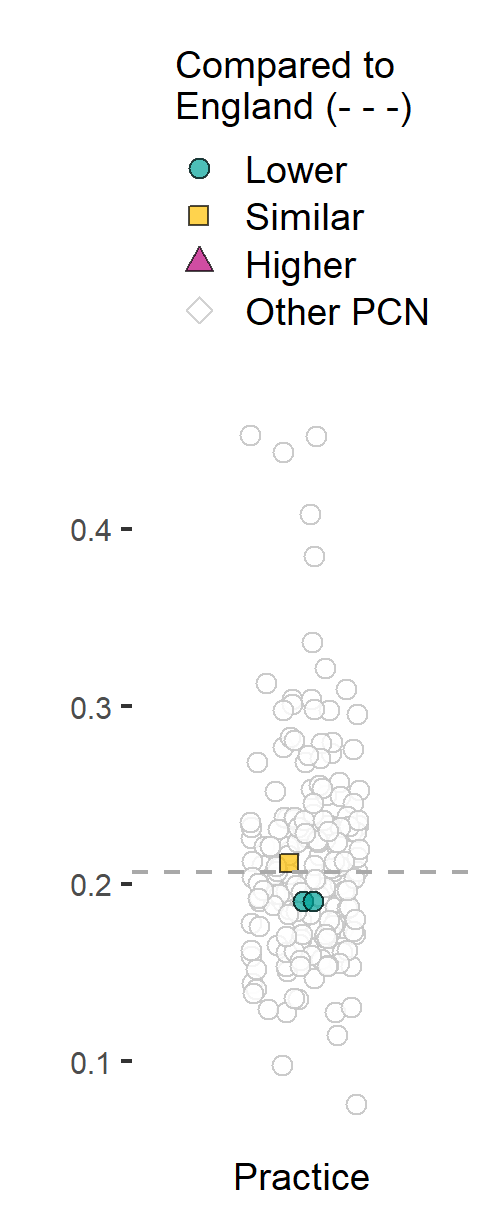 Compared to
England (- - -)
Lower
Similar
Higher
Other PCN
0.4
0.3
0.2
0.1
Practice